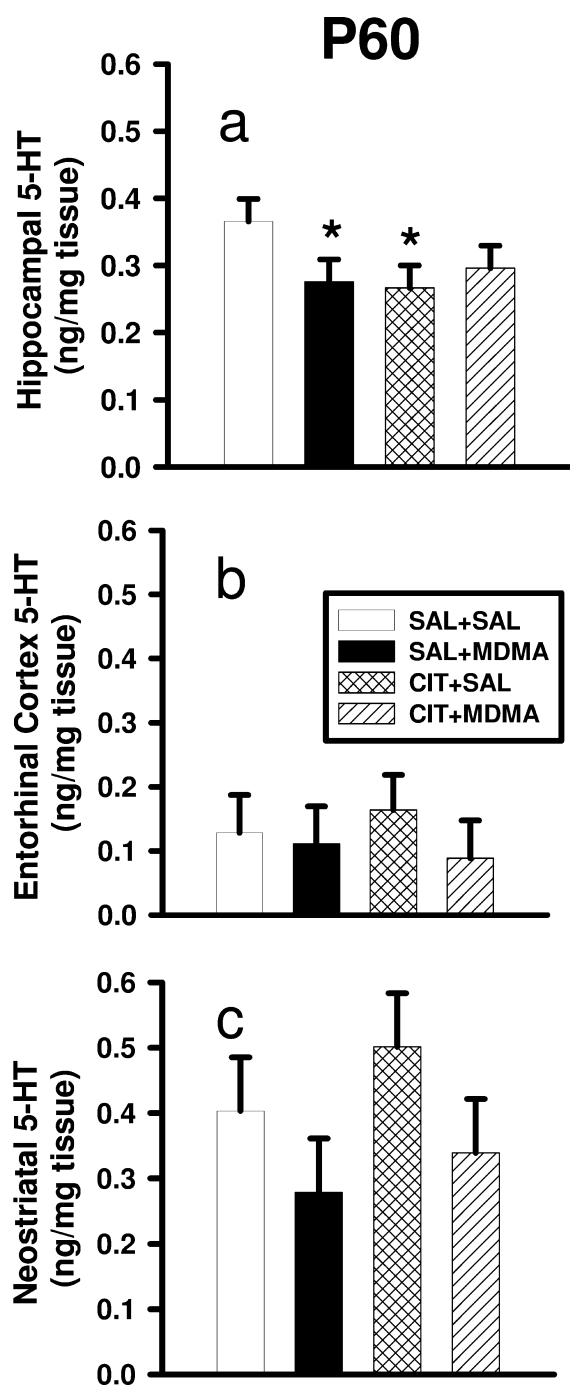 P60
a
Hippocampal 5-HT
(ng/mg tissue)
0.6
0.5
0.4
0.3
0.2
0.1
0.0
*
*
b
Entorhinal Cortex 5-HT
(ng/mg tissue)
0.6
0.5
0.4
0.3
0.2
0.1
0.0
SAL+SAL
SAL+MDMA
CIT+SAL
CIT+MDMA
c
Neostriatal 5-HT
(ng/mg tissue)
0.6
0.5
0.4
0.3
0.2
0.1
0.0